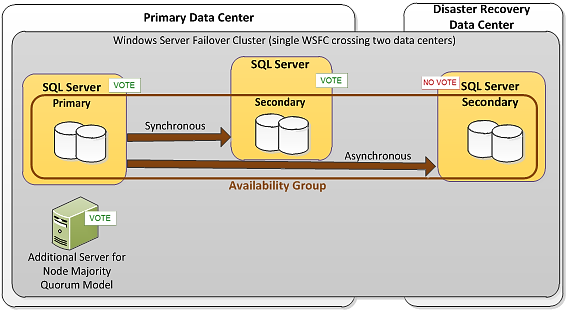 Primary Data Center
Disaster Recovery
Data Center
Windows Server Failover Cluster (single WSFC crossing two data centers)
SQL Server
VOTE
Primary
SQL Server
VOTE
Secondary
NO VOTE
SQL Server
Secondary
Synchronous
Asynchronous
Availability Group
VOTE
Additional Server for
Node Majority
Quorum Model